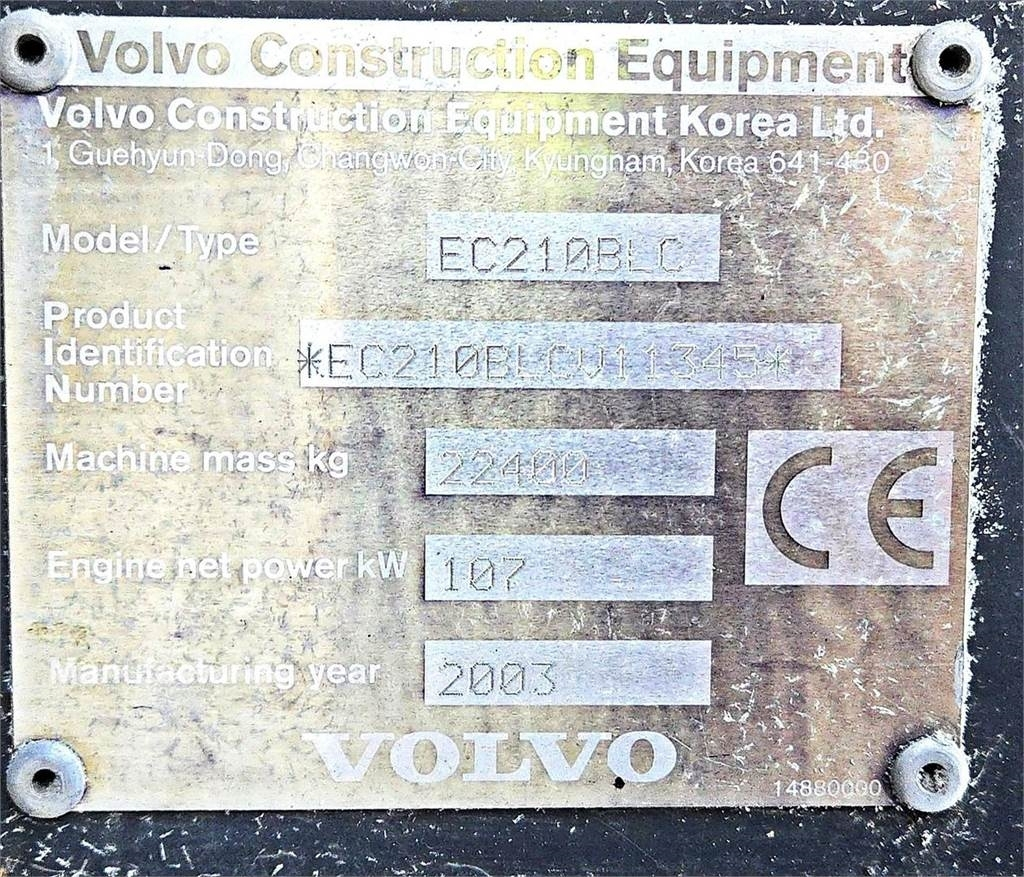 Volvo Construction Equipment
Volvo Construction Equipment Korea Ltd.
1, Guehyun-Dong, Changwon-City, Kyungnam, Korea 641-430
Model/Type EC210BLC
Product
Identification *EC210BLCV11345*
Number
Machine mass kg 22400
CE
Engine net power kW 107
Manufacturing year 2003
VOLVO
14880000